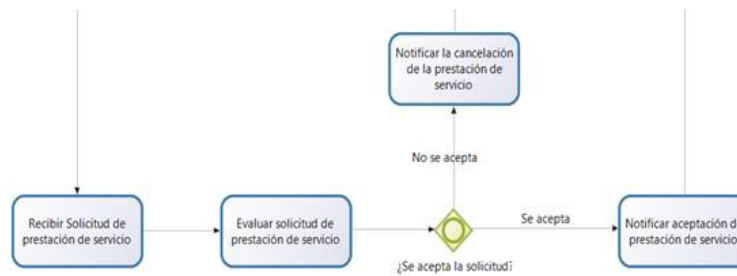 Notificar la cancelación
de la prestación de
servicio
No se acepta
Recibir Solicitud de
prestación de servicio
Evaluar solicitud de
prestación de servicio
¿Se acepta la solicitud?
Se acepta
Notificar aceptación d
prestación de servicio